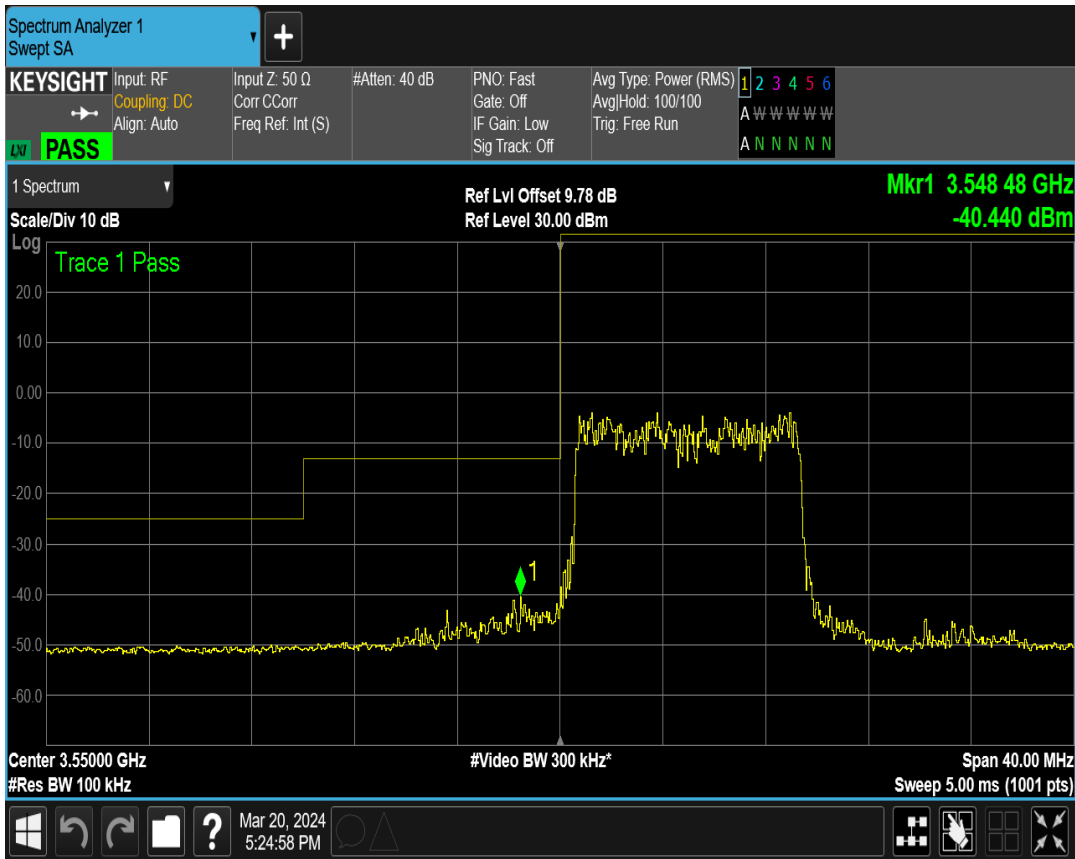 Spectrum Analyzer 1
Swept SA
+
KEYSIGHT
LXI PASS
Input: RF
Coupling: DC
Align: Auto
Input Z: 50 Ω
Corr CCorr
Freq Ref: Int (S)
#Atten: 40 dB
PNO: Fast
Gate: Off
IF Gain: Low
Sig Track: Off
Avg Type: Power (RMS)
Avg|Hold: 100/100
Trig: Free Run
1 2 3 4 5 6
A W W W W W
A N N N N N
1 Spectrum
Scale/Div 10 dB
Ref Lvl Offset 9.78 dB
Ref Level 30.00 dBm
Mkr1 3.548 48 GHz
-40.440 dBm
Log
Trace 1 Pass
20.0
10.0
0.00
-10.0
-20.0
-30.0
1
-40.0
-50.0
-60.0
Center 3.55000 GHz
#Video BW 300 kHz*
Span 40.00 MHz
#Res BW 100 kHz
Sweep 5.00 ms (1001 pts)
?
Mar 20, 2024
5:24:58 PM